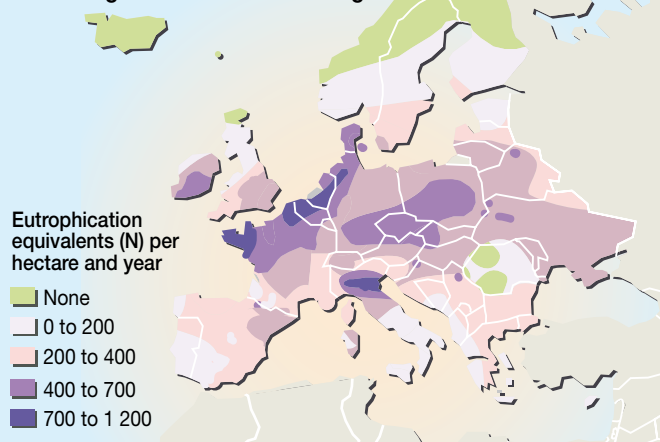 Eutrophication
equivalents (N) per
hectare and year
None
0 to 200
200 to 400
400 to 700
700 to 1 200